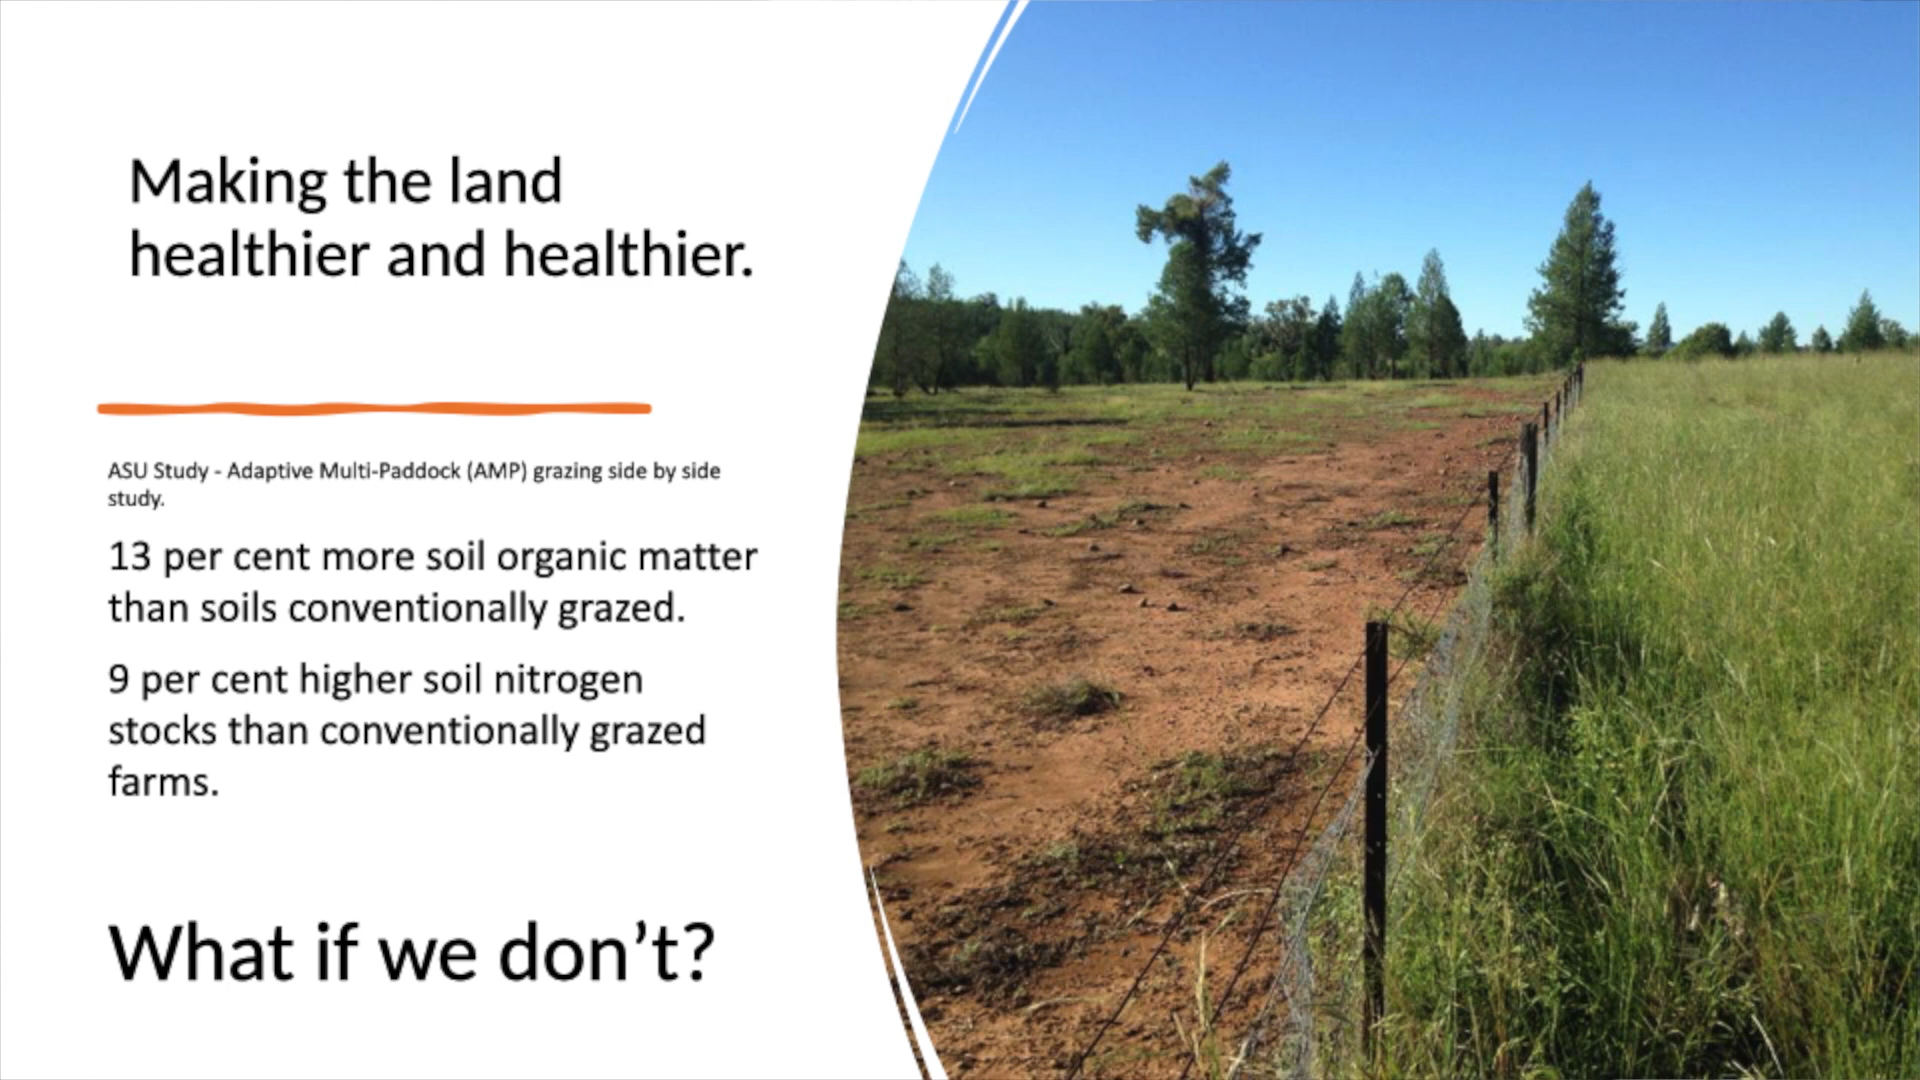 Making the land
healthier and healthier.
ASU Study - Adaptive Multi-Paddock (AMP) grazing side by side
study.
13 per cent more soil organic matter
than soils conventionally grazed.
9 per cent higher soil nitrogen
stocks than conventionally grazed
farms.
What if we don’t?